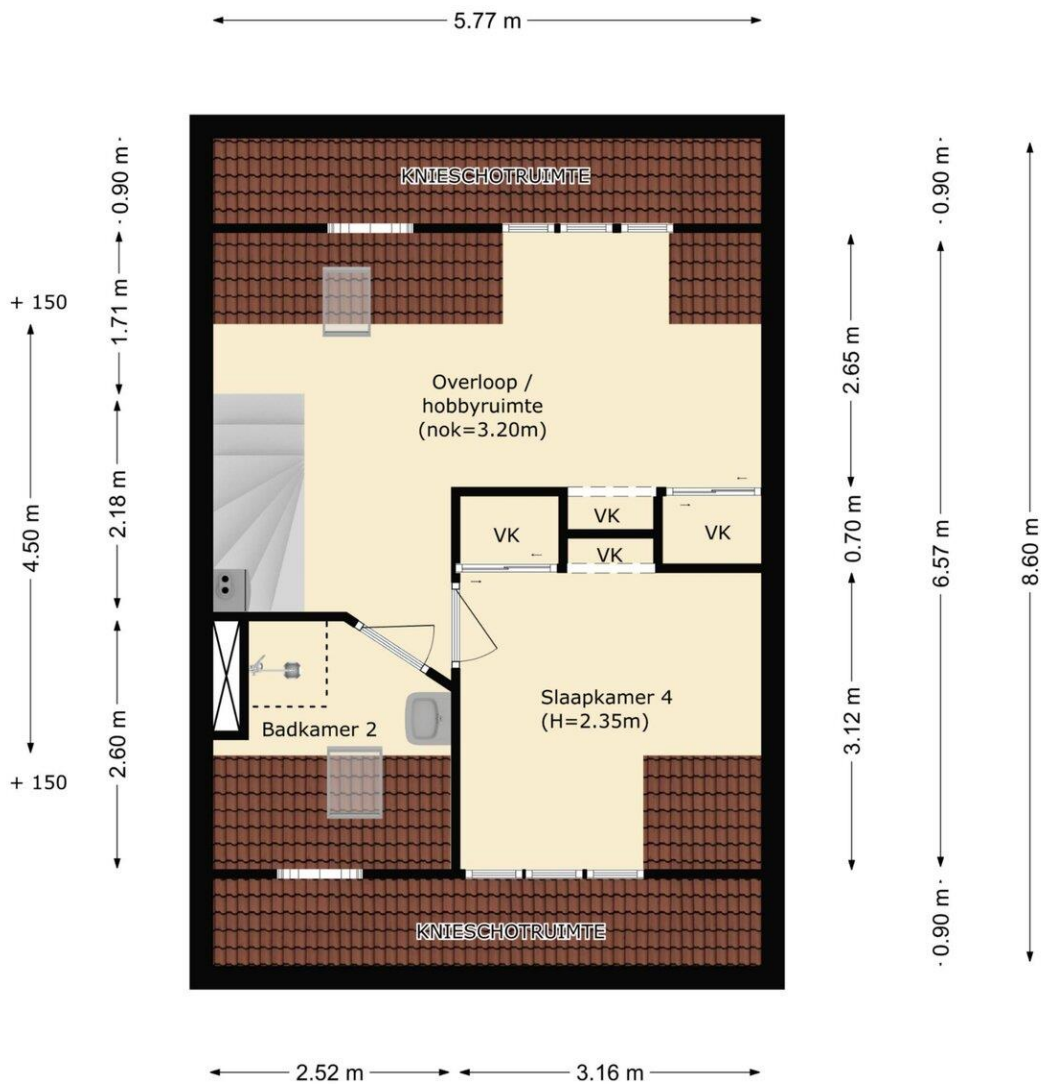 5.77 m
KNIESCHOTRUIMTE
0.90 m
0.90 m
+ 150
1.71 m
2.65 m
Overloop /
hobbyruimte
(nok=3.20m)
2.18 m
4.50 m
VK
VK
VK
VK
0.70 m
6.57 m
8.60 m
Slaapkamer 4
(H=2.35m)
Badkamer 2
2.60 m
3.12 m
+ 150
KNIESCHOTRUIMTE
0.90 m
2.52 m
3.16 m